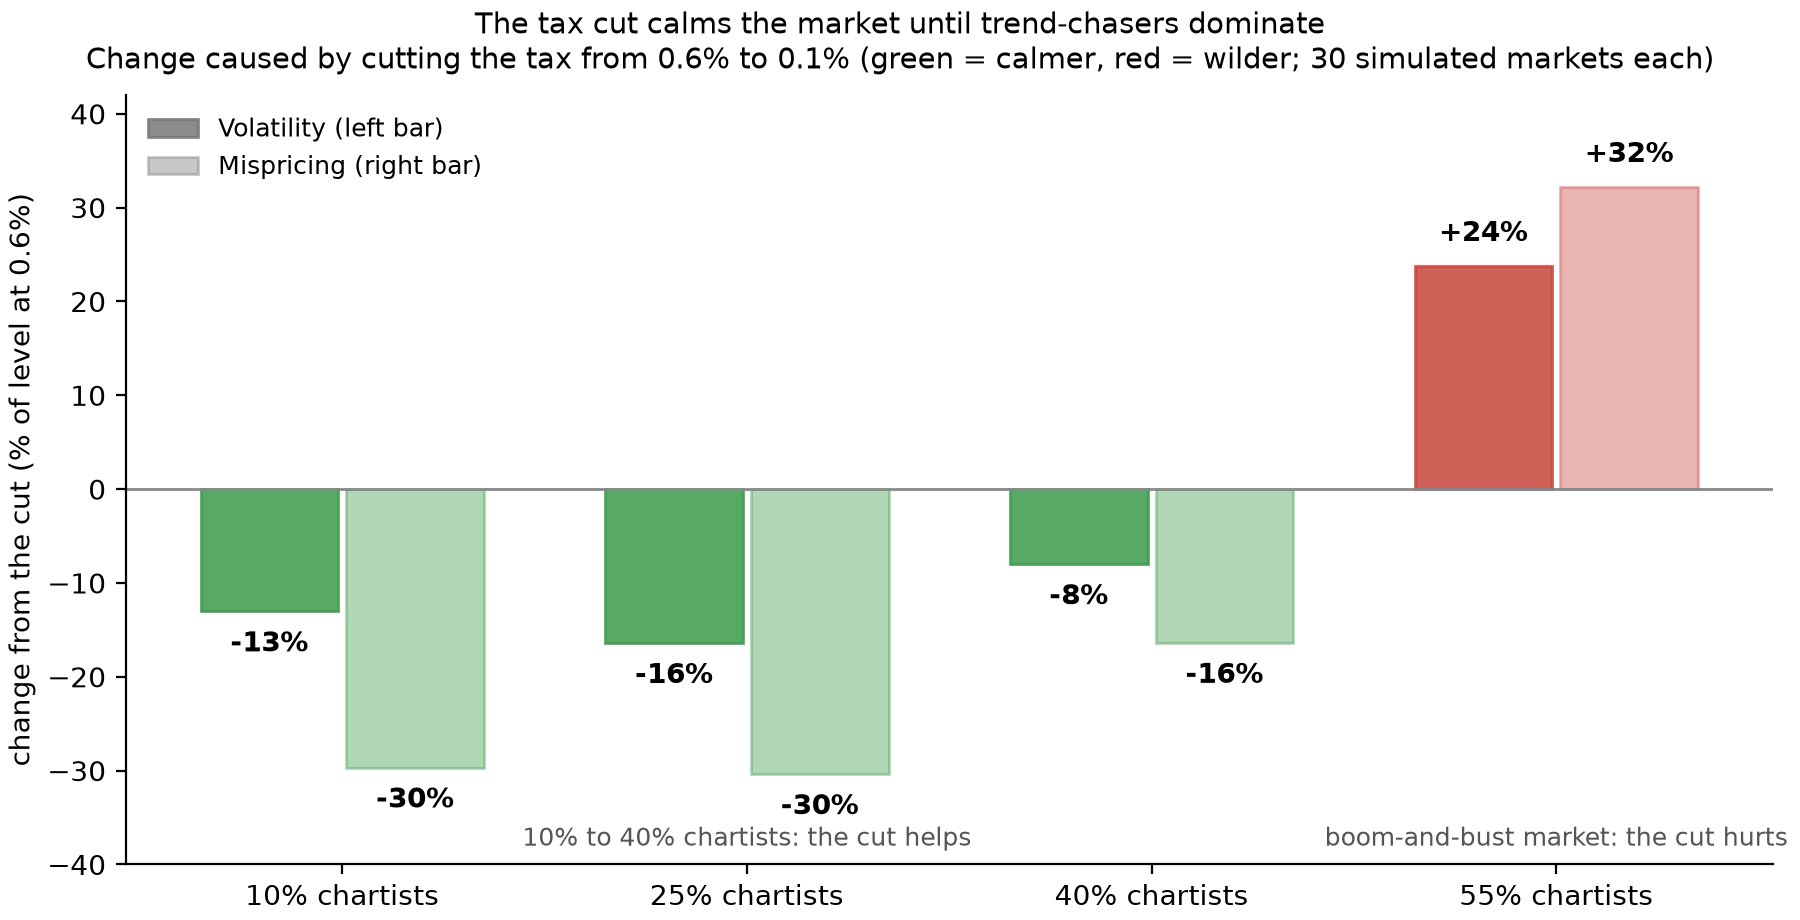 The tax cut calms the market until trend-chasers dominate
Change caused by cutting the tax from 0.6% to 0.1% (green = calmer, red = wilder; 30 simulated markets each)
change from the cut (% of level at 0.6%)
40
30
20
10
0
−10
−20
−30
−40
Volatility (left bar)
Mispricing (right bar)
-13%
-30%
-16%
-30%
-8%
-16%
+24%
+32%
10% to 40% chartists: the cut helps
boom-and-bust market: the cut hurts
10% chartists
25% chartists
40% chartists
55% chartists